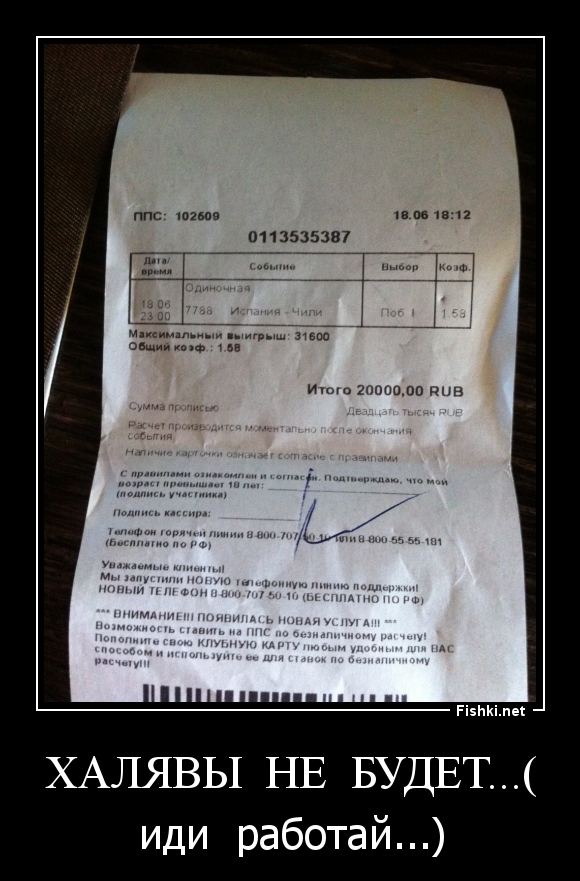 ППС: 102609 18.06 18:12
0113535387
Дата/ время Событие Выбор Коэф.
Одиночная
18.06 23:00 7788 Испания - Чили Поб 1 1.58
Максимальный выигрыш: 31600
Общий коэф.: 1.58
Итого 20000,00 RUB
Сумма прописью Двадцать тысяч RUB
Расчет производится моментально после окончания
события
Наличие карточки означает согласие с правилами
С правилами ознакомлен и согласен. Подтверждаю, что мой
возраст превышает 18 лет:
(подпись участника)
Подпись кассира:
Телефон горячей линии 8-800-707-50-10 или 8-800-55-55-181
(Бесплатно по РФ)
Уважаемые клиенты!
Мы запустили НОВУЮ телефонную линию поддержки!
НОВЫЙ ТЕЛЕФОН 8-800-707-50-10 (БЕСПЛАТНО ПО РФ)
*** ВНИМАНИЕ!!! ПОЯВИЛАСЬ НОВАЯ УСЛУГА!!! ***
Возможность ставить на ППС по безналичному расчету!
Пополните свою КЛУБНУЮ КАРТУ любым удобным для ВАС
способом и используйте ее для ставок по безналичному
расчету!!!
Fishki.net
ХАЛЯВЫ НЕ БУДЕТ...(
иди работай...)